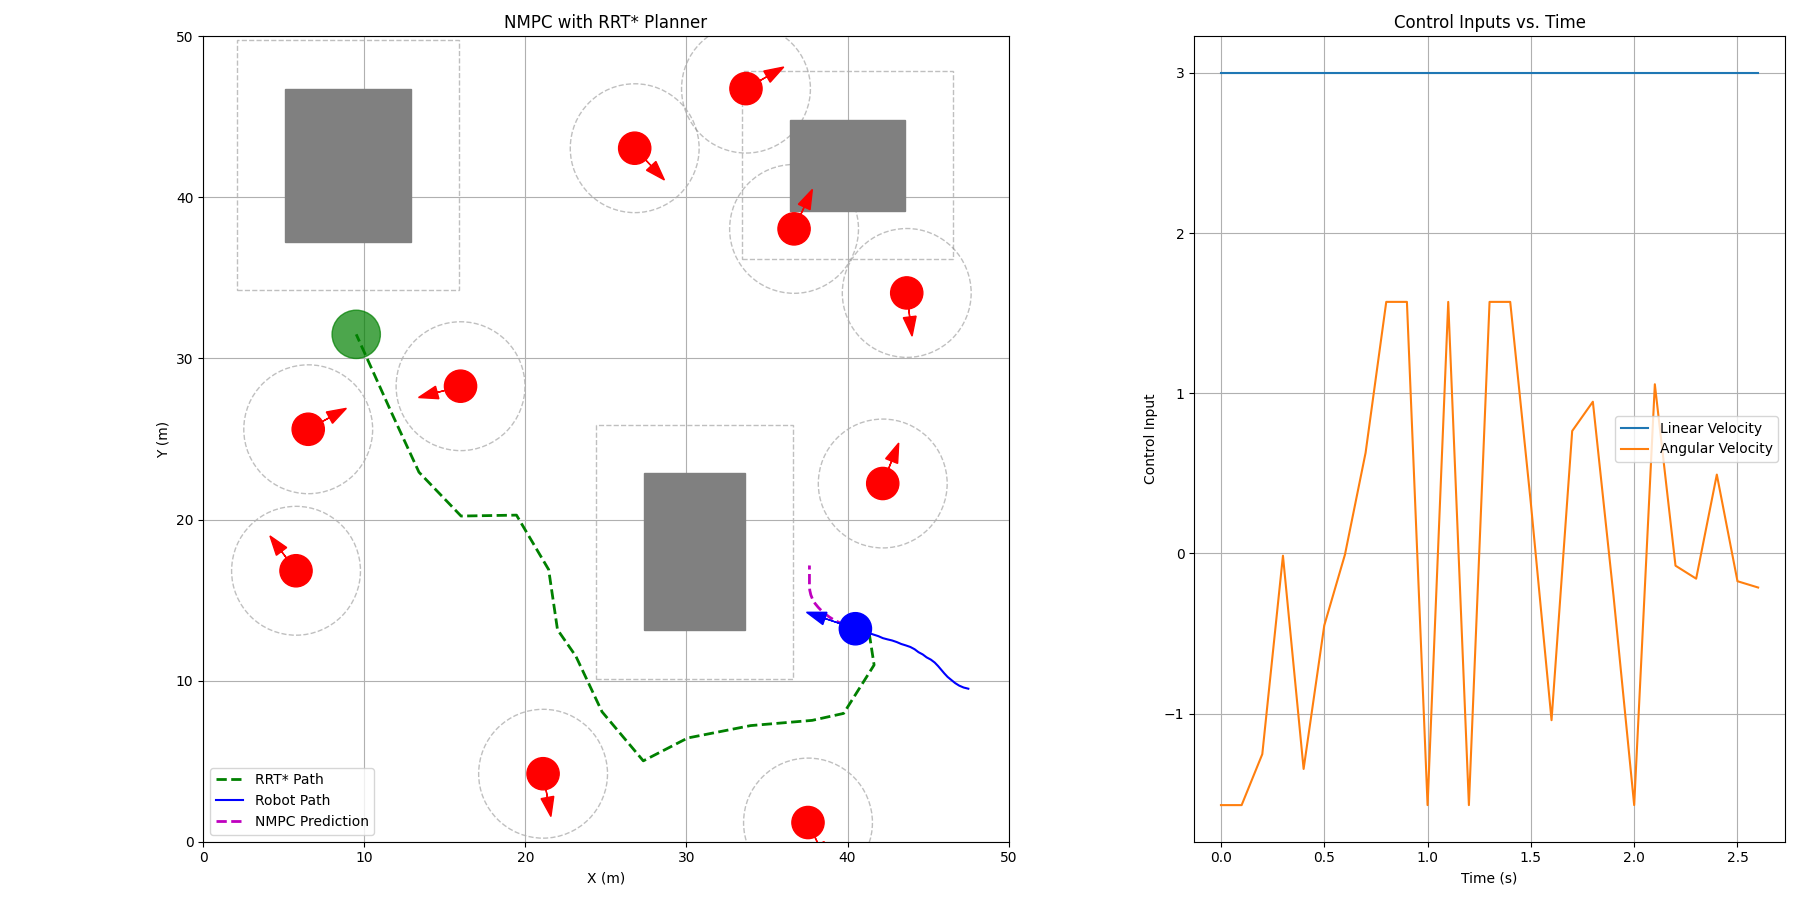 NMPC with RRT* Planner
50
40
30
20
10
0
Y (m)
RRT* Path
Robot Path
NMPC Prediction
0 10 20 30 40 50
X (m)
Control Inputs vs. Time
3
2
1
0
−1
Control Input
Linear Velocity
Angular Velocity
0.0 0.5 1.0 1.5 2.0 2.5
Time (s)